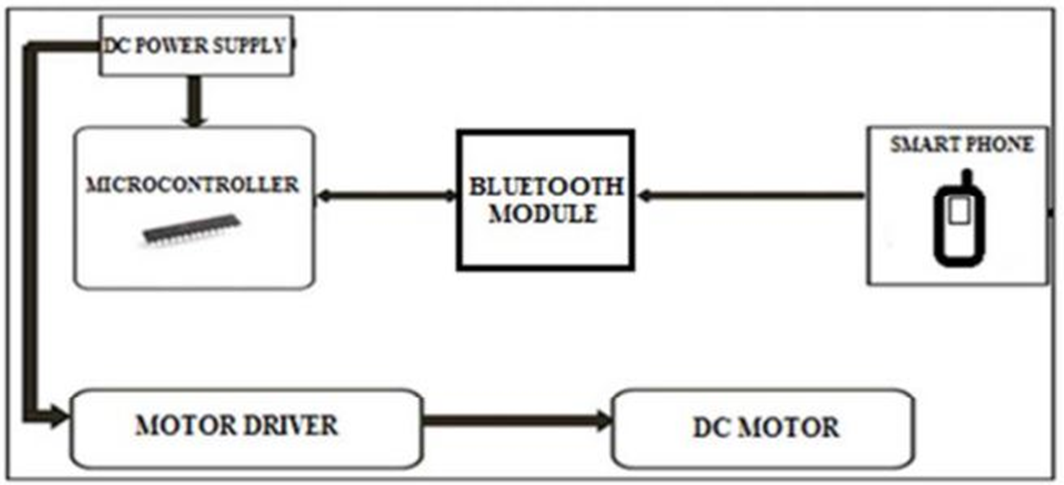 DC POWER SUPPLY
MICROCONTROLLER
BLUETOOTH
MODULE
SMART PHONE
MOTOR DRIVER
DC MOTOR